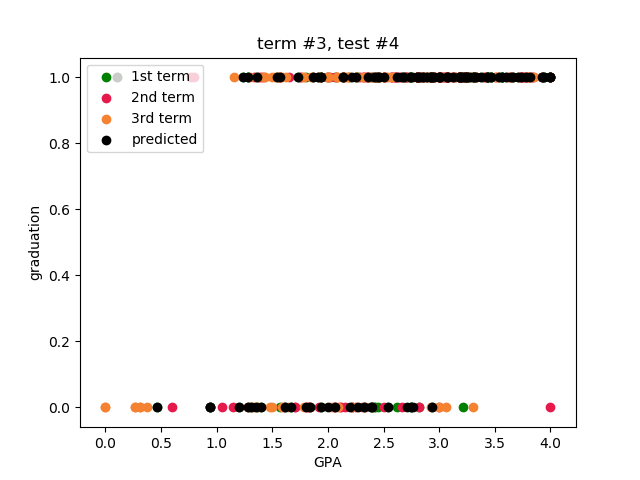 term #3, test #4
1st term
2nd term
3rd term
predicted
graduation
1.0
0.8
0.6
0.4
0.2
0.0
0.0 0.5 1.0 1.5 2.0 2.5 3.0 3.5 4.0
GPA